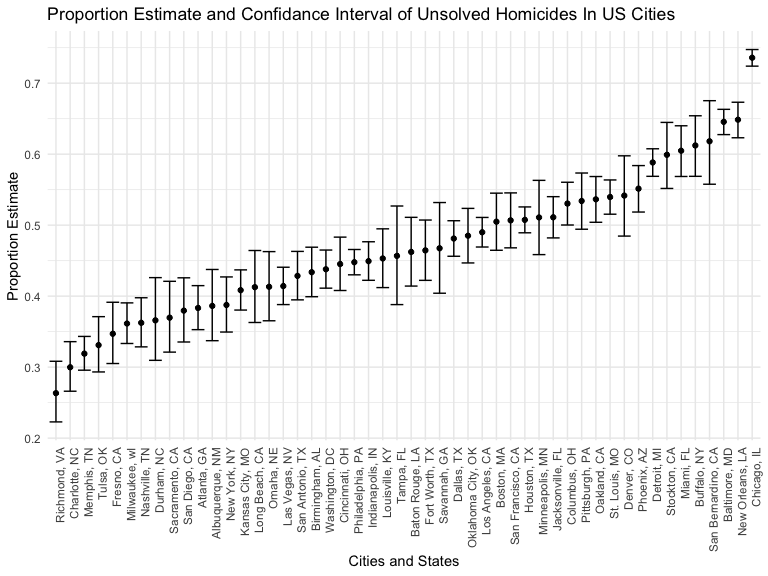 Proportion Estimate and Confidance Interval of Unsolved Homicides In US Cities
Proportion Estimate
0.7
0.6
0.5
0.4
0.3
0.2
Richmond, VA
Charlotte, NC
Memphis, TN
Tulsa, OK
Fresno, CA
Milwaukee, wI
Nashville, TN
Durham, NC
Sacramento, CA
San Diego, CA
Atlanta, GA
Albuquerque, NM
New York, NY
Kansas City, MO
Long Beach, CA
Omaha, NE
Las Vegas, NV
San Antonio, TX
Birmingham, AL
Washington, DC
Cincinnati, OH
Philadelphia, PA
Indianapolis, IN
Louisville, KY
Tampa, FL
Baton Rouge, LA
Fort Worth, TX
Savannah, GA
Dallas, TX
Oklahoma City, OK
Los Angeles, CA
Boston, MA
San Francisco, CA
Houston, TX
Minneapolis, MN
Jacksonville, FL
Columbus, OH
Pittsburgh, PA
Oakland, CA
St. Louis, MO
Denver, CO
Phoenix, AZ
Detroit, MI
Stockton, CA
Miami, FL
Buffalo, NY
San Bernardino, CA
Baltimore, MD
New Orleans, LA
Chicago, IL
Cities and States